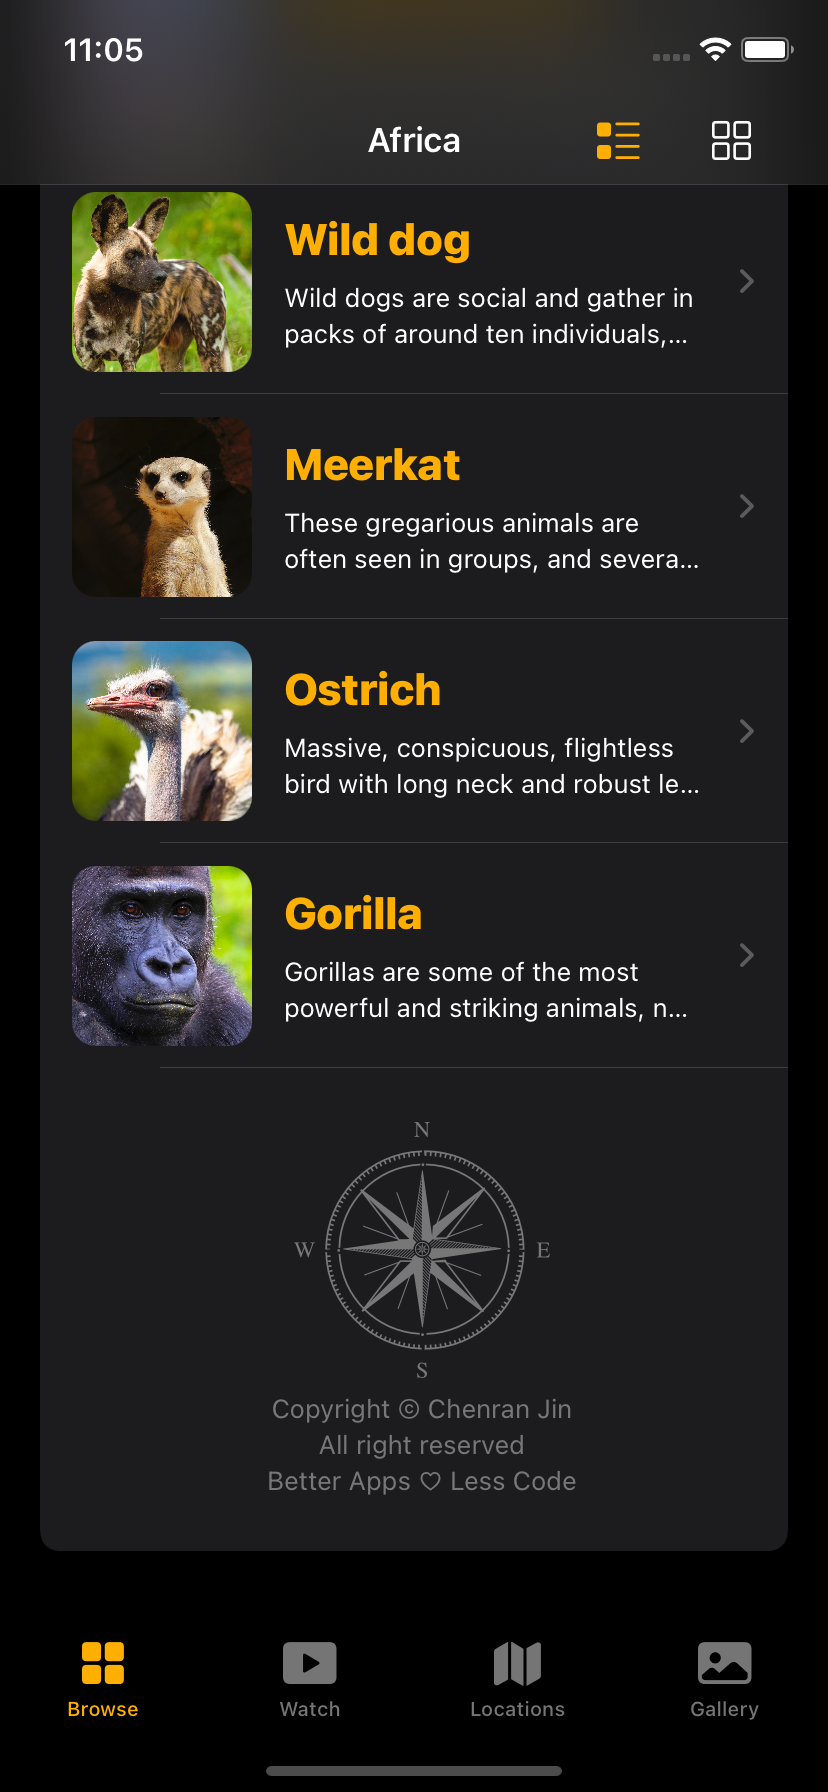 11:05
Africa
Wild dog
Wild dogs are social and gather in
packs of around ten individuals,...
Meerkat
These gregarious animals are
often seen in groups, and severa...
Ostrich
Massive, conspicuous, flightless
bird with long neck and robust le...
Gorilla
Gorillas are some of the most
powerful and striking animals, n...
N
W E
S
Copyright © Chenran Jin
All right reserved
Better Apps ♡ Less Code
Browse Watch Locations Gallery